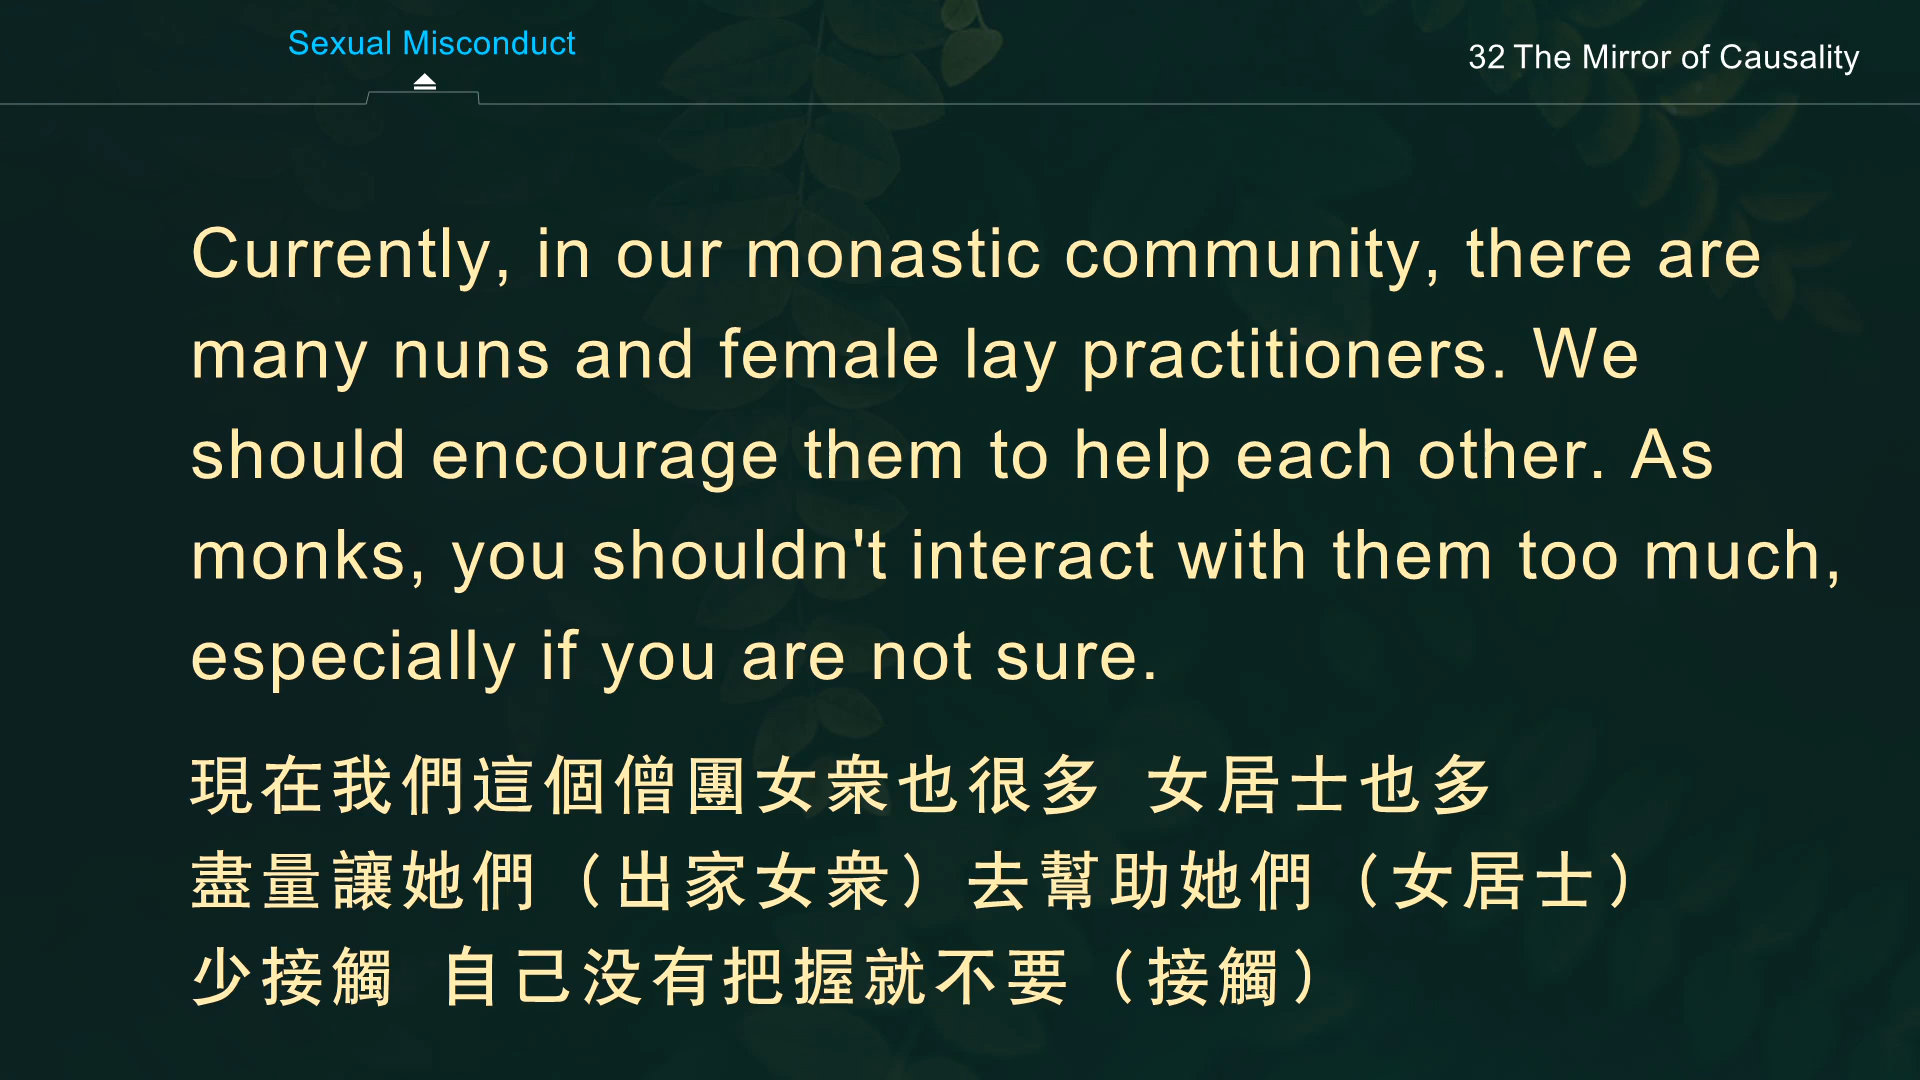 Sexual Misconduct
32 The Mirror of Causality
Currently, in our monastic community, there are
many nuns and female lay practitioners. We
should encourage them to help each other. As
monks, you shouldn't interact with them too much,
especially if you are not sure.
現在我們這個僧團女衆也很多 女居士也多
盡量讓她們（出家女衆）去幫助她們（女居士）
少接觸 自己没有把握就不要（接觸）